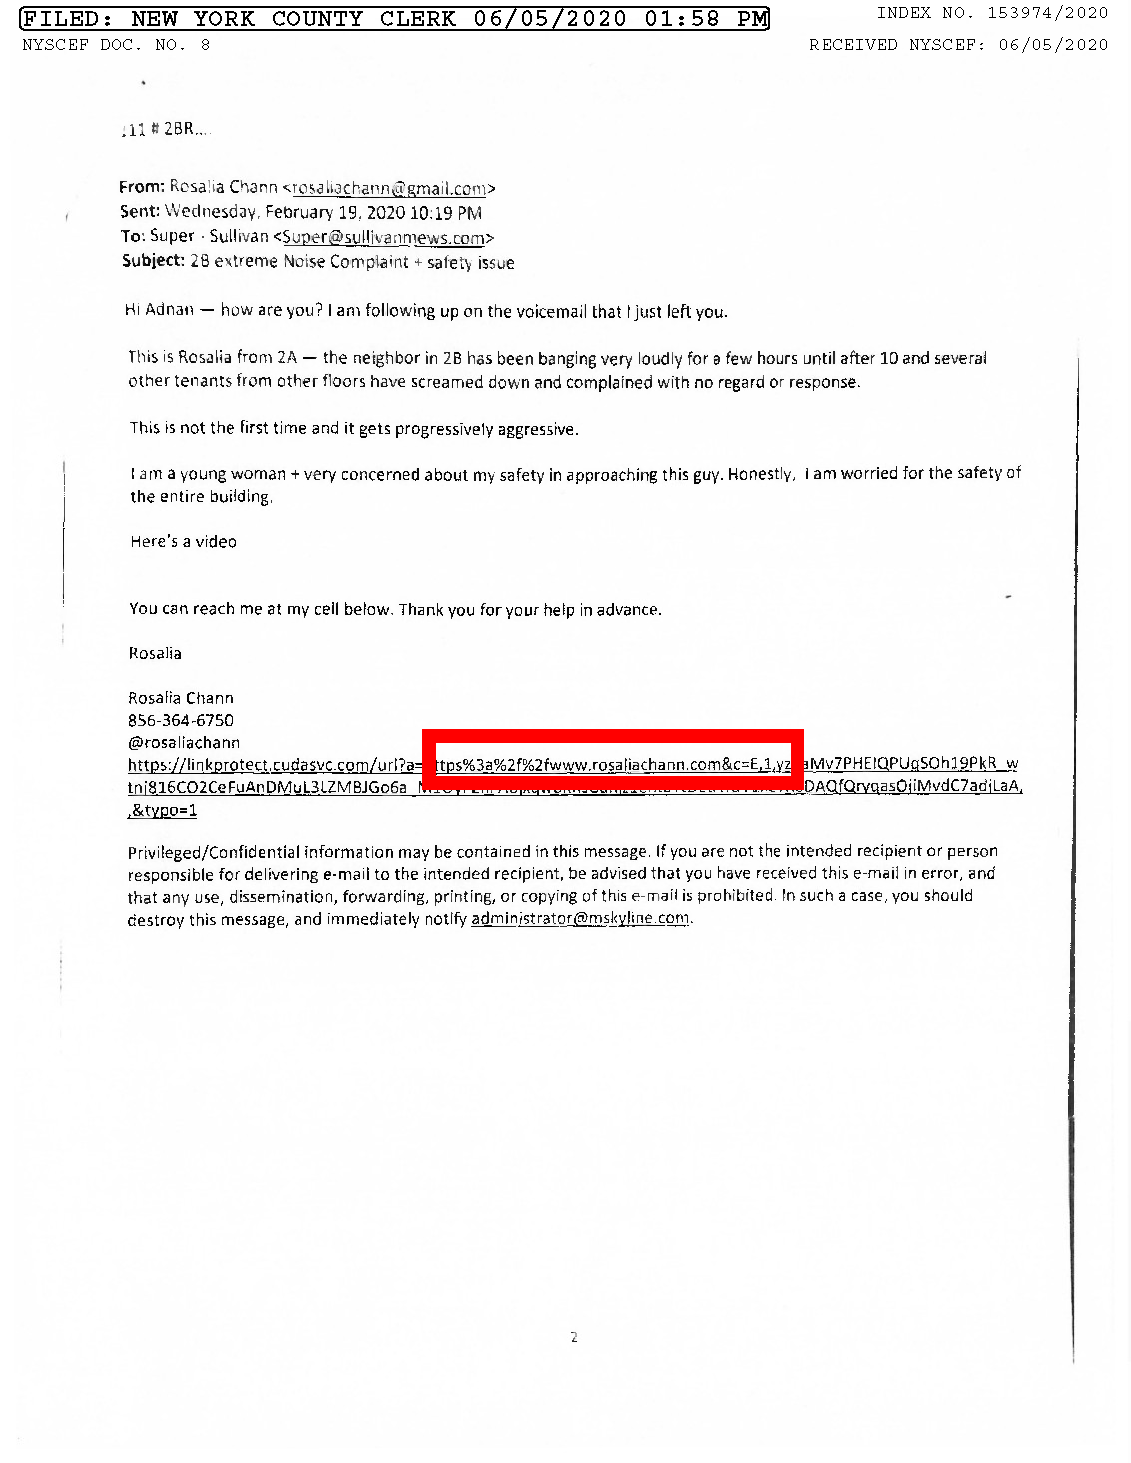 FILED: NEW YORK COUNTY CLERK 06/05/2020 01:58 PM
INDEX NO. 153974/2020
NYSCEF DOC. NO. 8
RECEIVED NYSCEF: 06/05/2020
:11 # 2BR....
From: Rosalia Chann <rosaliachann@gmail.com>
Sent: Wednesday, February 19, 2020 10:19 PM
To: Super - Sullivan <Super@sullivanmews.com>
Subject: 2B extreme Noise Complaint + safety issue
Hi Adnan — how are you? I am following up on the voicemail that I just left you.
This is Rosalia from 2A — the neighbor in 2B has been banging very loudly for a few hours until after 10 and several
other tenants from other floors have screamed down and complained with no regard or response.
This is not the first time and it gets progressively aggressive.
I am a young woman + very concerned about my safety in approaching this guy. Honestly, I am worried for the safety of
the entire building.
Here's a video
You can reach me at my cell below. Thank you for your help in advance.
Rosalia
Rosalia Chann
856-364-6750
@rosaliachann
https://linkprotect.cudasvc.com/url?a= ttps%3a%2f%2fwww.rosaliachann.com&c=E,1,yz aMv7PHEIQPUgSOh19PkR_w
tnj816CO2CeFuAnDMuL3LZMBJGo6a DAQfQryqasOjiMvdC7adjLaA,
,&typo=1
Privileged/Confidential information may be contained in this message. If you are not the intended recipient or person
responsible for delivering e-mail to the intended recipient, be advised that you have received this e-mail in error, and
that any use, dissemination, forwarding, printing, or copying of this e-mail is prohibited. In such a case, you should
destroy this message, and immediately notify administrator@mskyline.com.
2